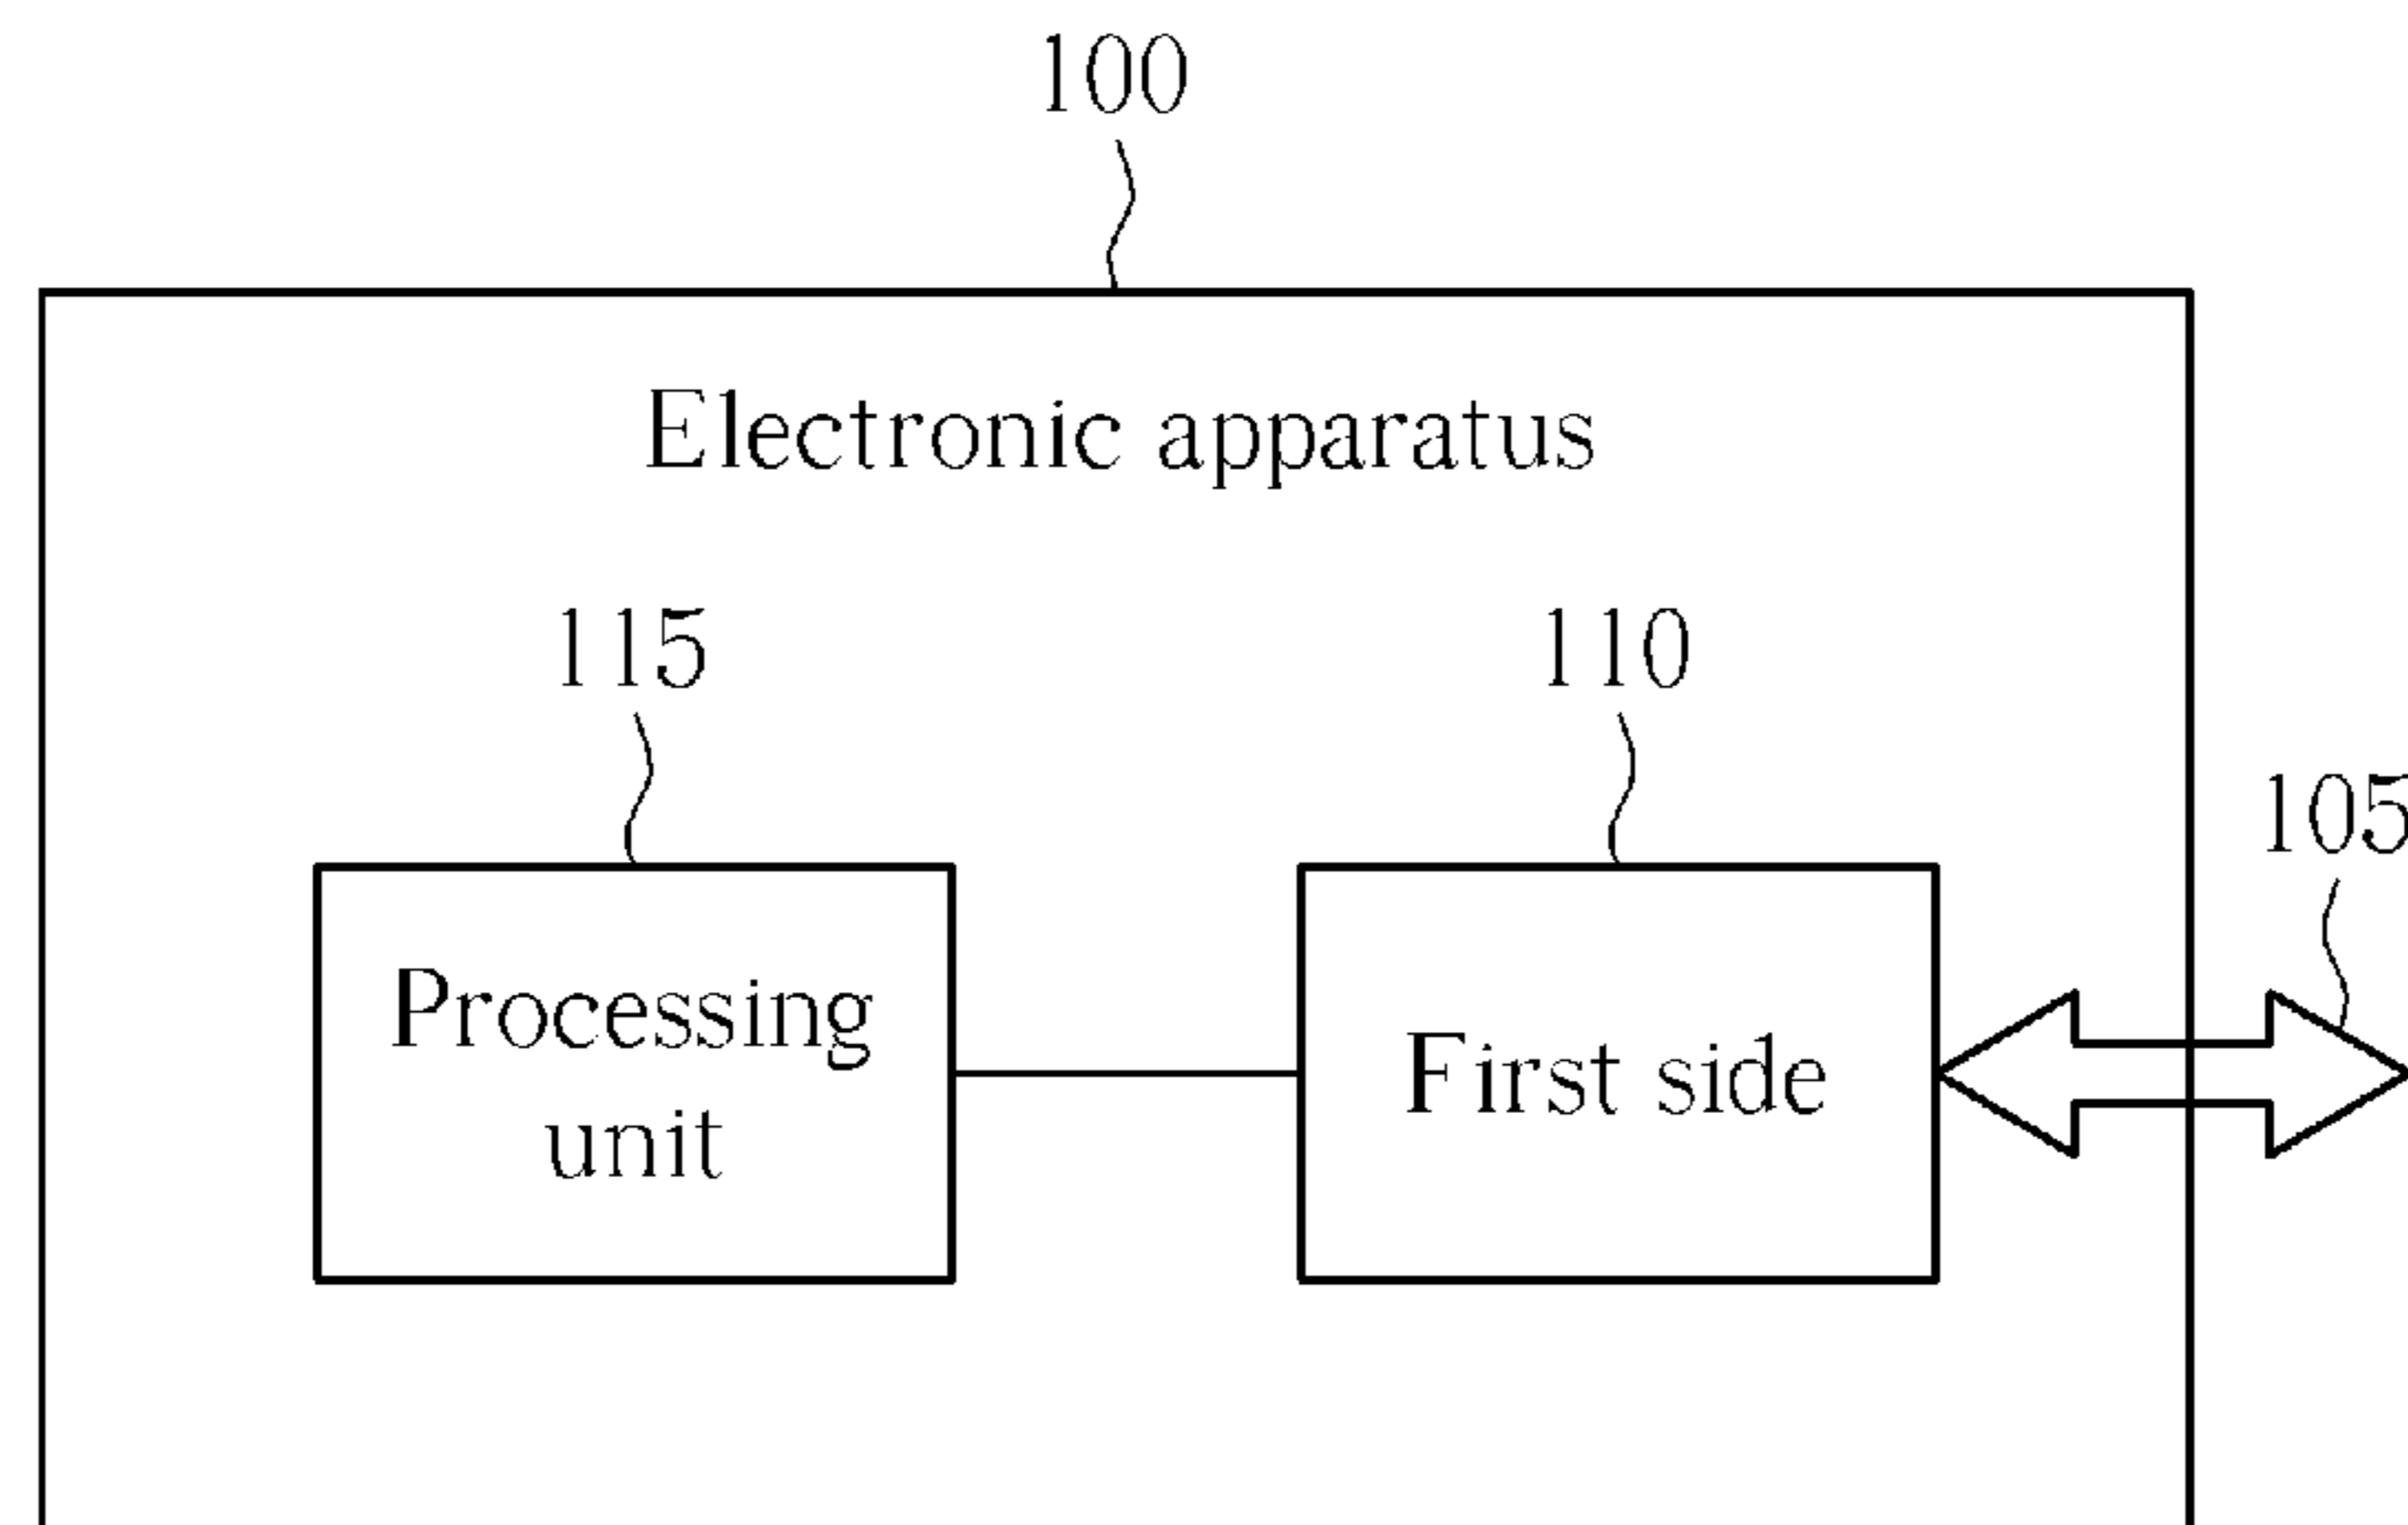 100
Electronic apparatus
115
110
105
Processing
unit
First side